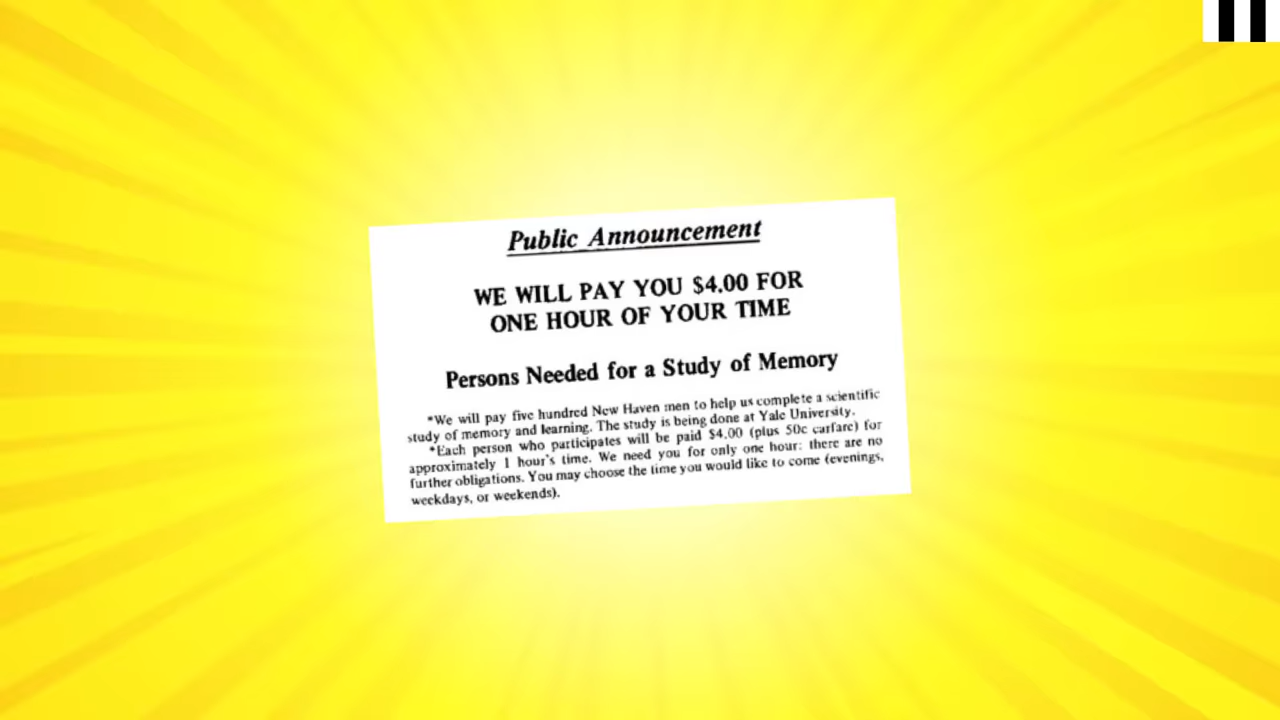 Public Announcement
WE WILL PAY YOU $4.00 FOR
ONE HOUR OF YOUR TIME
Persons Needed for a Study of Memory
*We will pay five hundred New Haven men to help us complete a scientific
study of memory and learning. The study is being done at Yale University.
*Each person who participates will be paid $4.00 (plus 50c carfare) for
approximately 1 hour's time. We need you for only one hour: there are no
further obligations. You may choose the time you would like to come (evenings,
weekdays, or weekends).